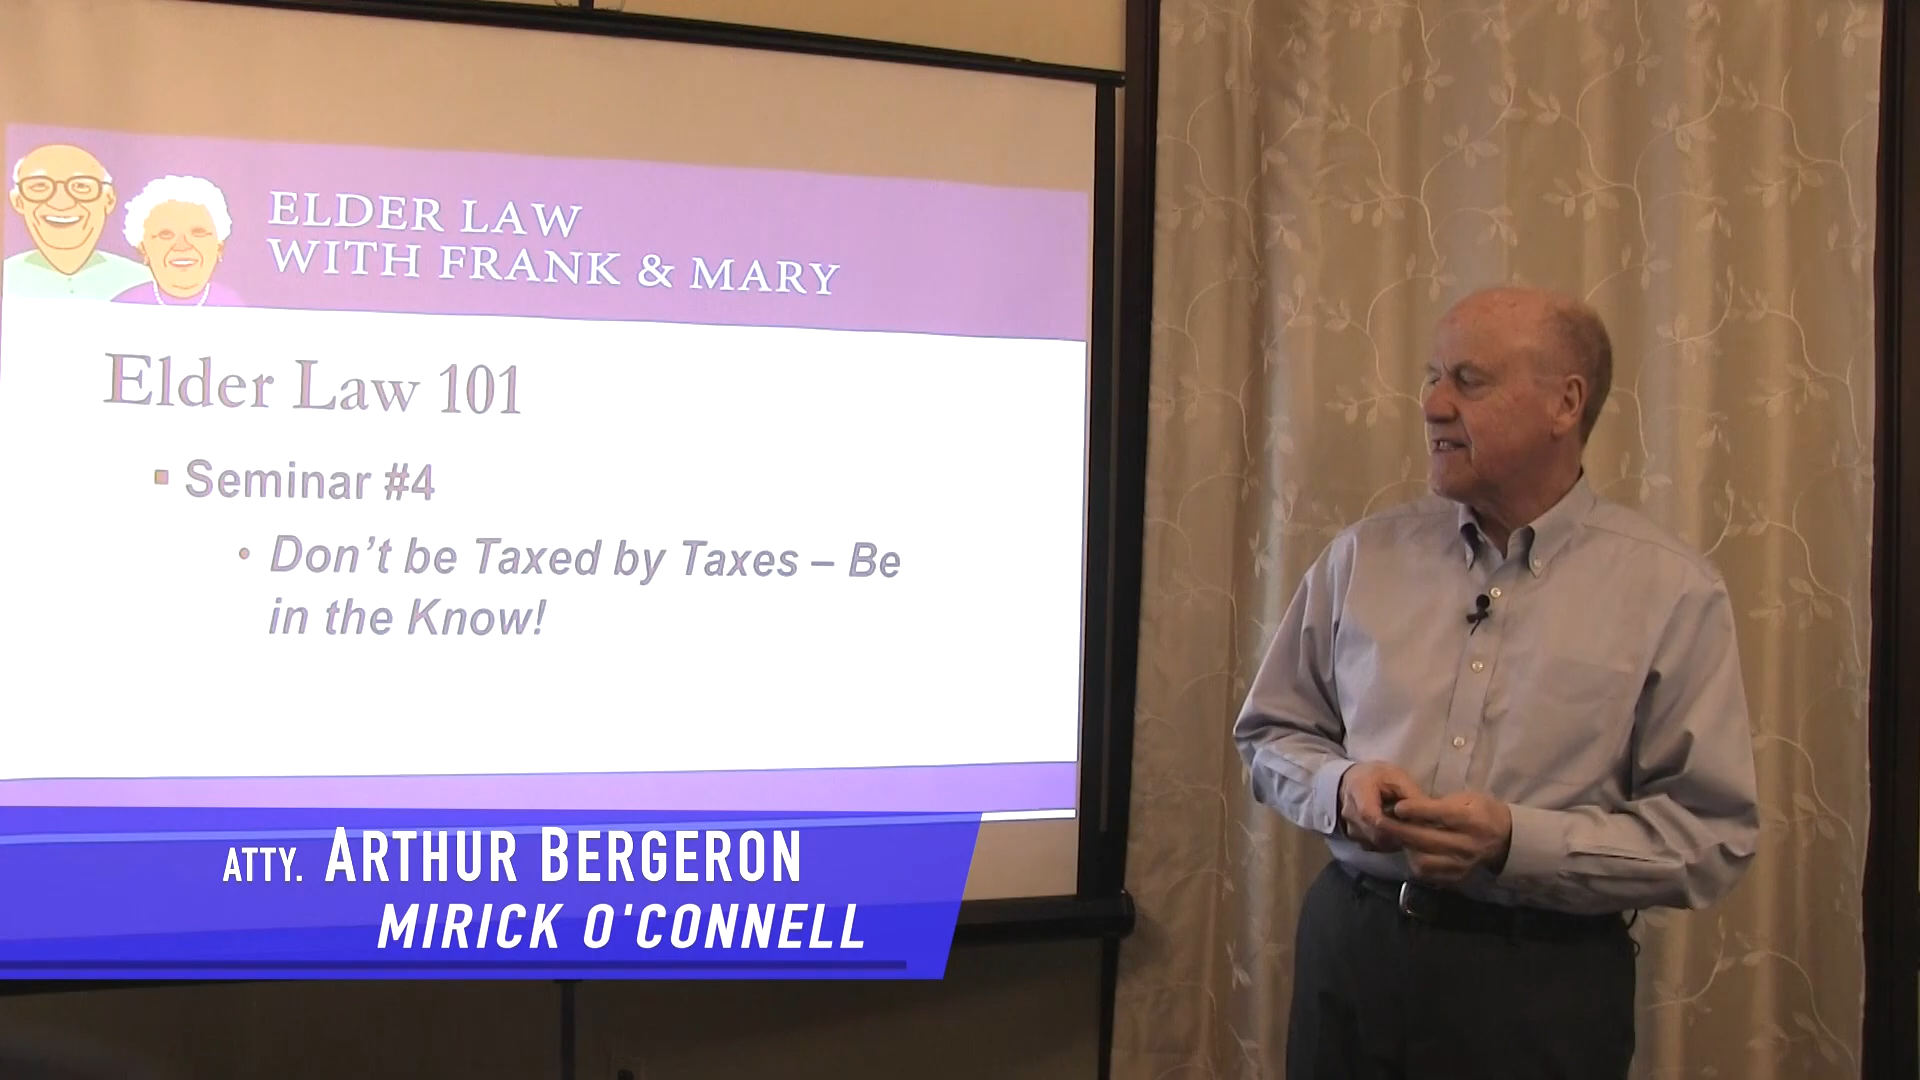 ELDER LAW
WITH FRANK & MARY
Elder Law 101
Seminar #4
Don't be Taxed by Taxes – Be
in the Know!
ATTY. ARTHUR BERGERON
MIRICK O'CONNELL